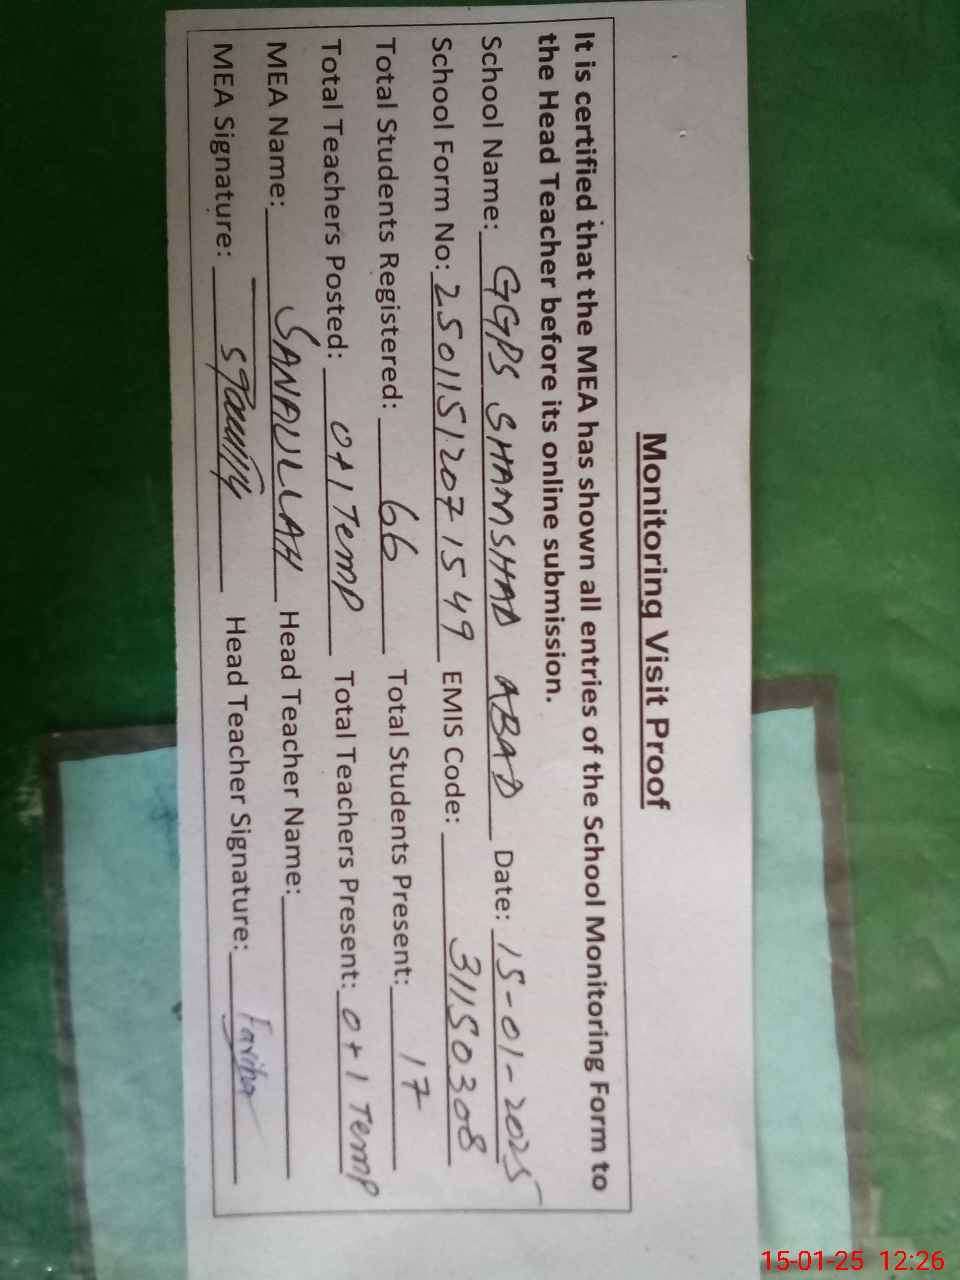 Monitoring Visit Proof
It is certified that the MEA has shown all entries of the School Monitoring Form to
the Head Teacher before its online submission.
School Name: GGPS SHAMSHAD ABAD Date: 15-01-2025
School Form No: 25011512071549 EMIS Code: 31150308
Total Students Registered: 66 Total Students Present: 17
Total Teachers Posted: 0+1 Temp Total Teachers Present: 0+1 Temp
MEA Name: SANAULLAH Head Teacher Name:
MEA Signature: Head Teacher Signature:
15-01-25 12:26